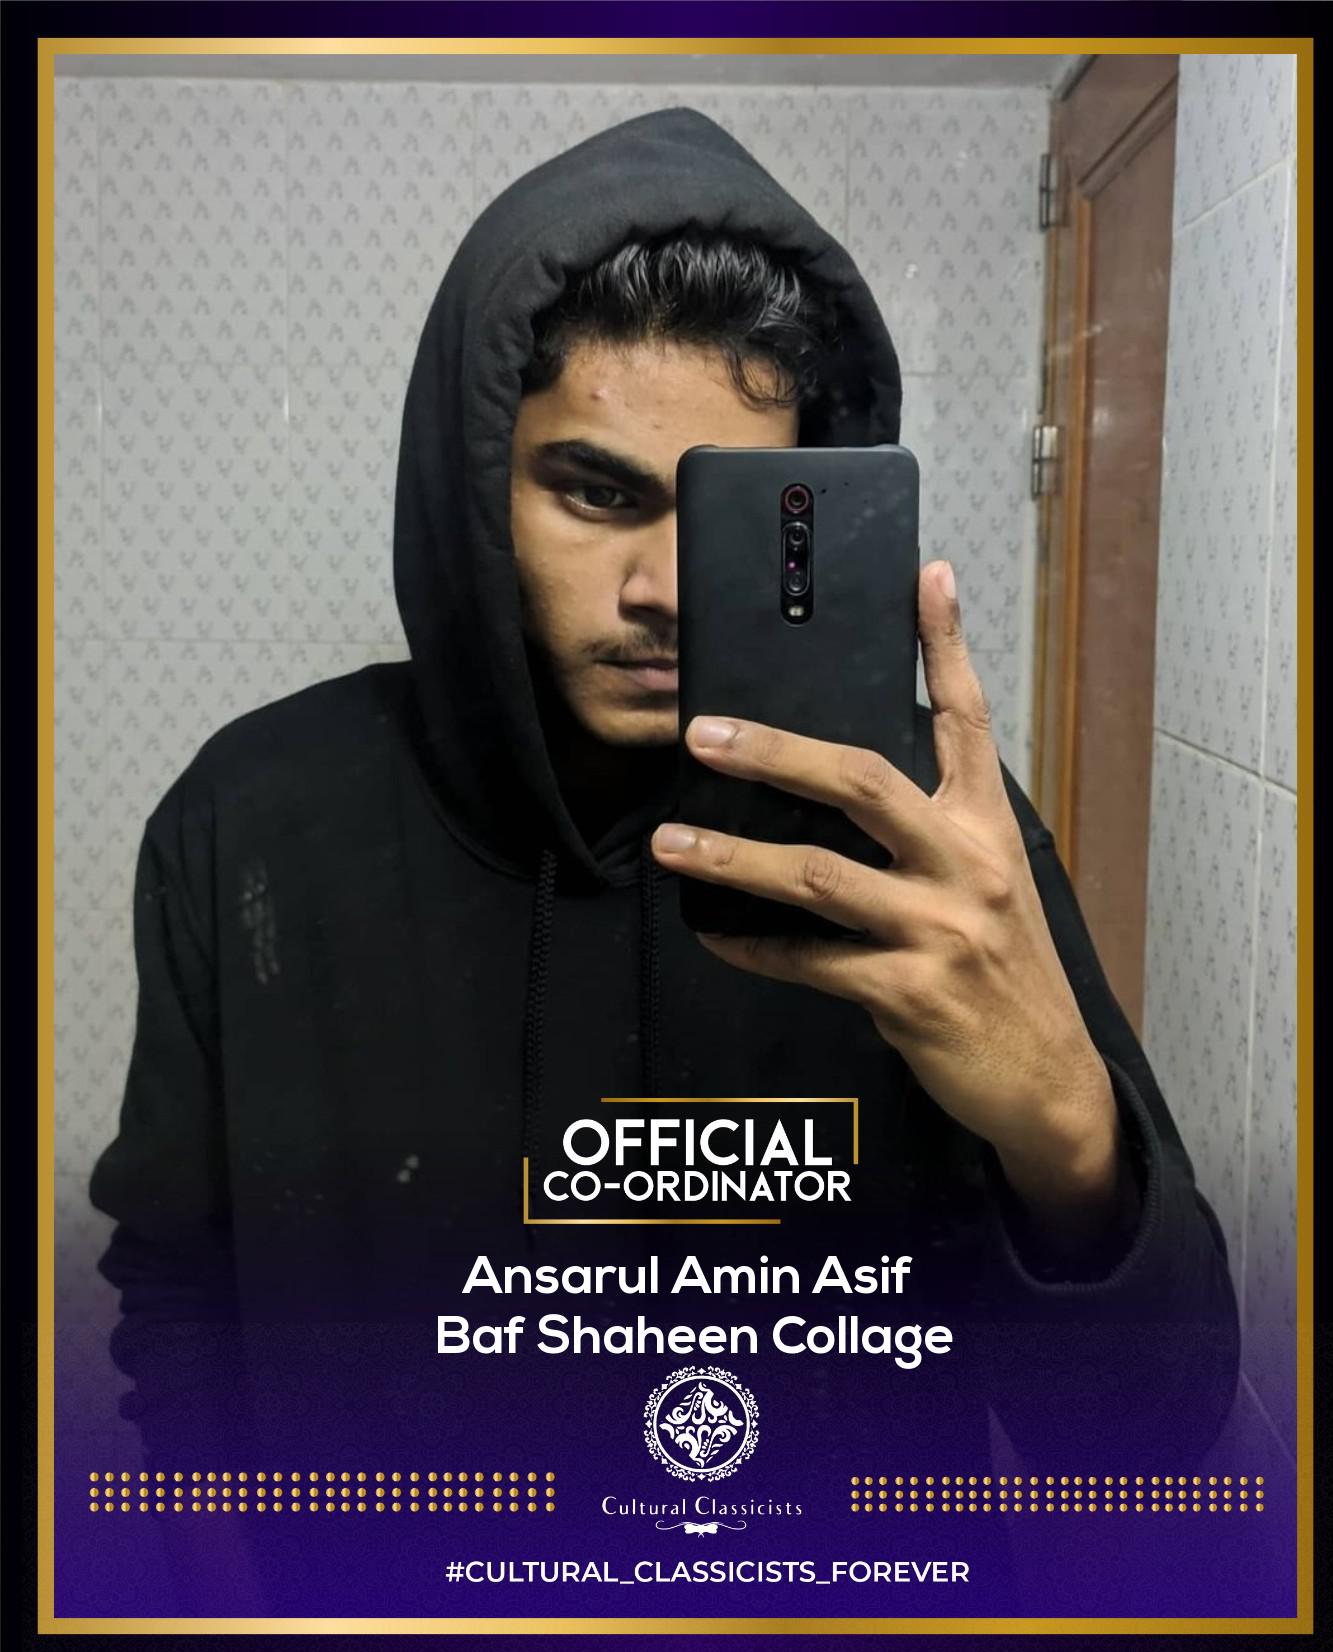 OFFICIAL
CO-ORDINATOR
Ansarul Amin Asif
Baf Shaheen Collage
Cultural Classicists
#CULTURAL_CLASSICISTS_FOREVER